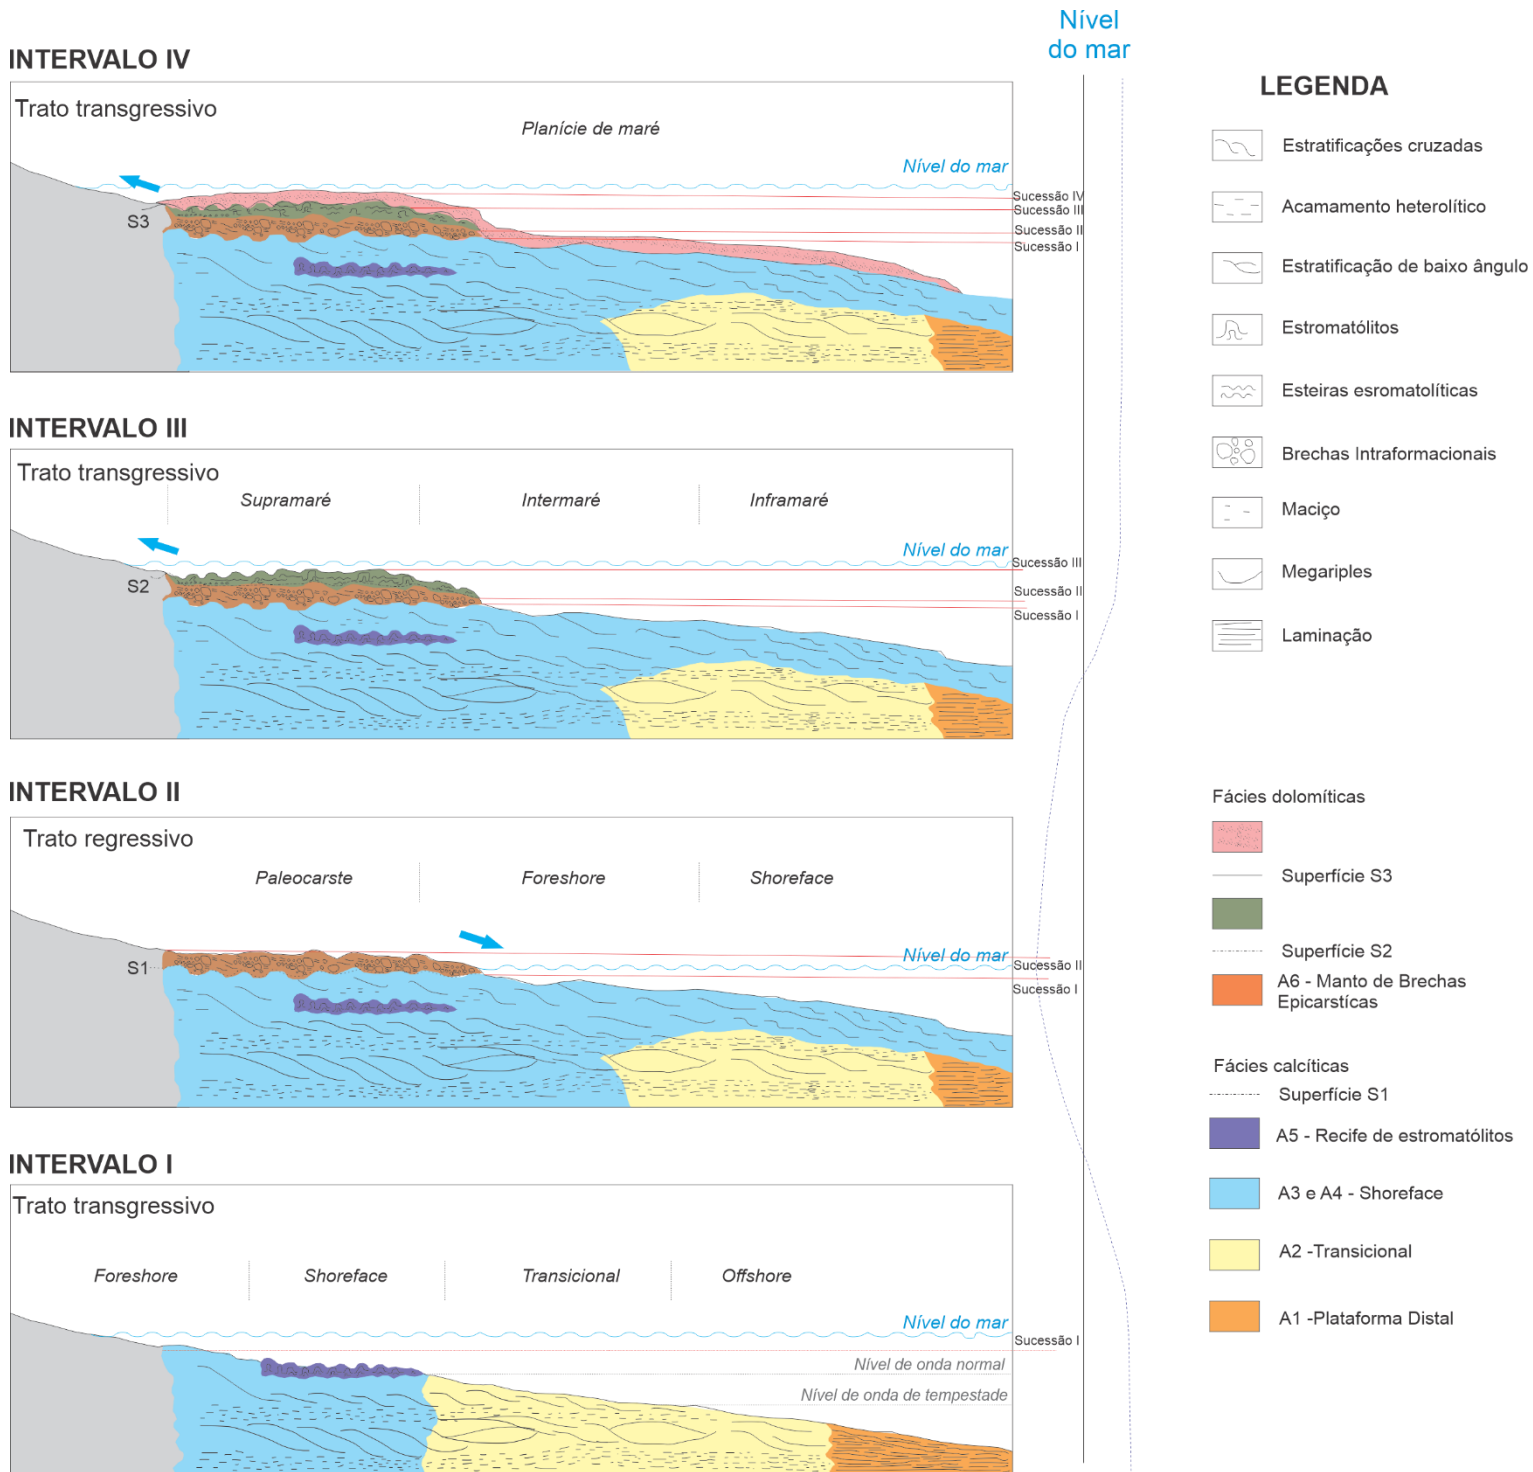 Nível
do mar
INTERVALO IV
Trato transgressivo
Planície de maré
Nível do mar
S3
Sucessão IV
Sucessão III
Sucessão II
Sucessão I
INTERVALO III
Trato transgressivo
Supramaré
Intermaré
Inframaré
Nível do mar
S2
Sucessão III
Sucessão II
Sucessão I
INTERVALO II
Trato regressivo
Paleocarste
Foreshore
Shoreface
Nível do mar
S1
Sucessão II
Sucessão I
INTERVALO I
Trato transgressivo
Foreshore
Shoreface
Transicional
Offshore
Nível do mar
Sucessão I
Nível de onda normal
Nível de onda de tempestade
LEGENDA
Estratificações cruzadas
Acamamento heterolítico
Estratificação de baixo ângulo
Estromatólitos
Esteiras esromatolíticas
Brechas Intraformacionais
Maciço
Megariples
Laminação
Fácies dolomíticas
Superfície S3
Superfície S2
A6 - Manto de Brechas
Epicarstícas
Fácies calcíticas
Superfície S1
A5 - Recife de estromatólitos
A3 e A4 - Shoreface
A2 -Transicional
A1 -Plataforma Distal